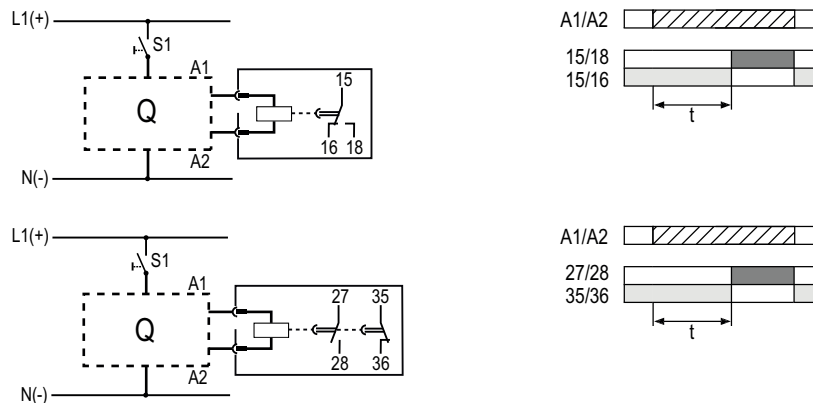 L1(+)
S1
A1
Q
A2
15
16 18
N(-)
A1/A2
15/18
15/16
t
L1(+)
S1
A1
Q
A2
27 35
28 36
N(-)
A1/A2
27/28
35/36
t